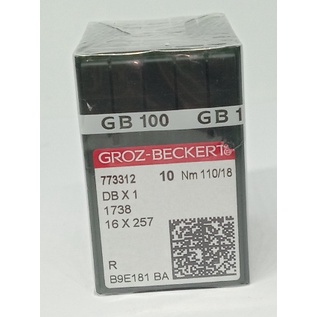 GB 100 GB 1
GROZ-BECKERT®
773312 10 Nm 110/18
DB X 1
1738
16 X 257
R
B9E181 BA